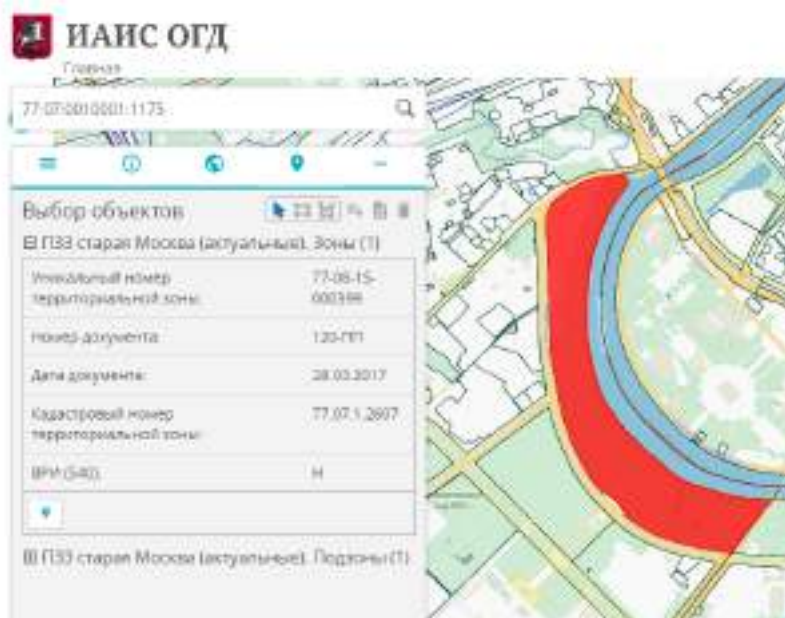 ИАИС ОГД
Главная
77:07:0010001:1175
Выбор объектов
ПЗЗ старая Москва (актуальные). Зоны (1)
Уникальный номер
территориальной зоны:
77-08-15-
000399
Номер документа:
120-ПП
Дата документа:
28.03.2017
Кадастровый номер
территориальной зоны:
77.07.1.2697
ВРИ (540):
Н
ПЗЗ старая Москва (актуальные). Подзоны (1)